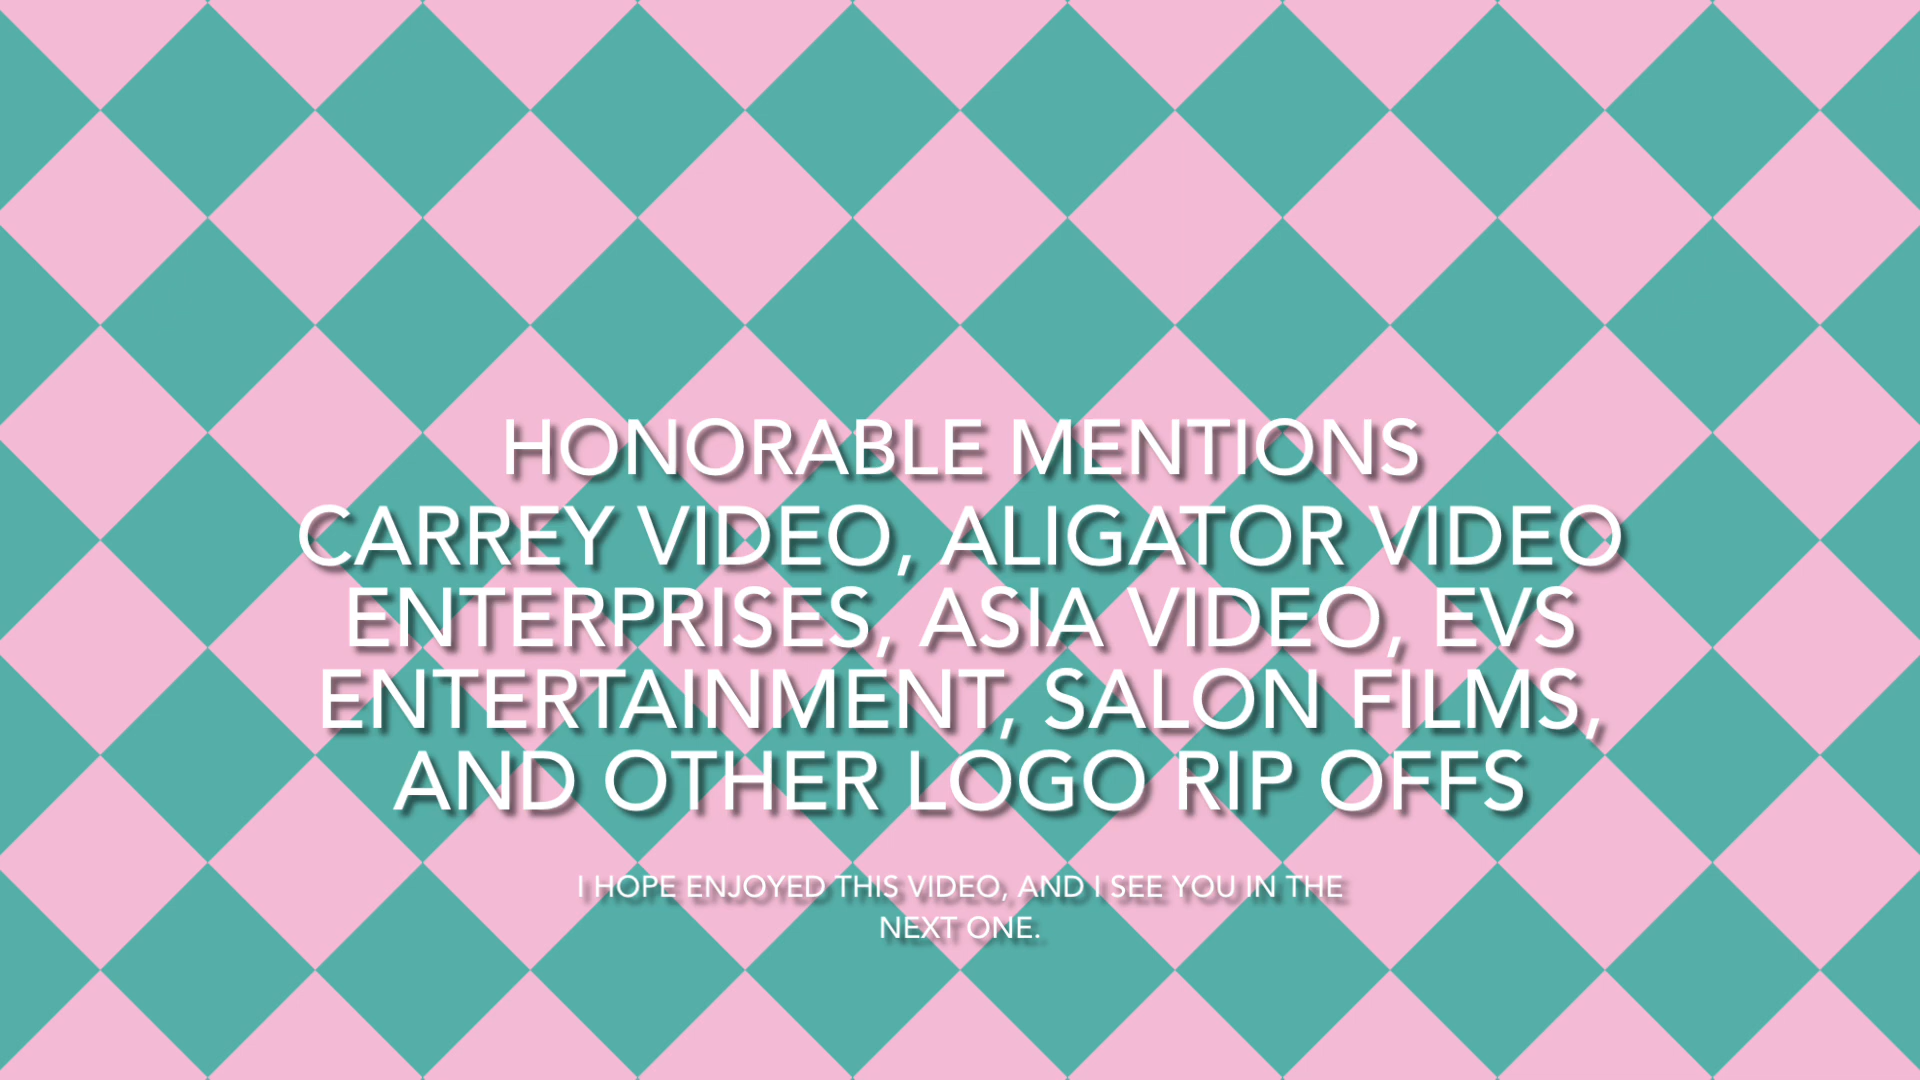 HONORABLE MENTIONS
CARREY VIDEO, ALIGATOR VIDEO
ENTERPRISES, ASIA VIDEO, EVS
ENTERTAINMENT, SALON FILMS,
AND OTHER LOGO RIP OFFS
I HOPE ENJOYED THIS VIDEO, AND I SEE YOU IN THE
NEXT ONE.